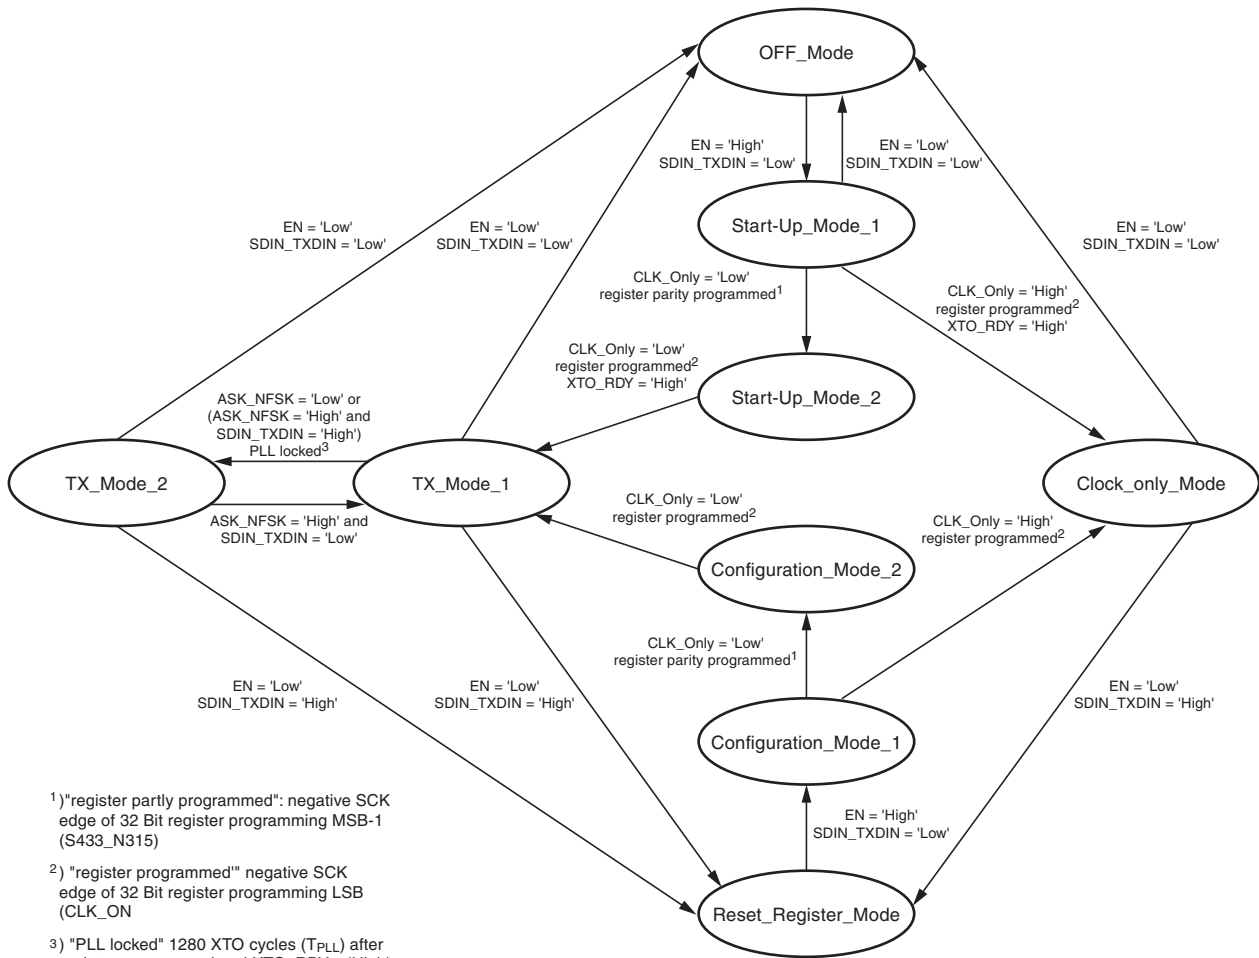 OFF_Mode
EN = 'High'
SDIN_TXDIN = 'Low'
EN = 'Low'
SDIN_TXDIN = 'Low'
EN = 'Low'
SDIN_TXDIN = 'Low'
EN = 'Low'
SDIN_TXDIN = 'Low'
Start-Up_Mode_1
EN = 'Low'
SDIN_TXDIN = 'Low'
CLK_Only = 'Low'
register parity programmed1
CLK_Only = 'High'
register programmed2
XTO_RDY = 'High'
CLK_Only = 'Low'
register programmed2
XTO_RDY = 'High'
Start-Up_Mode_2
ASK_NFSK = 'Low' or
(ASK_NFSK = 'High' and
SDIN_TXDIN = 'High')
PLL locked3
TX_Mode_2
TX_Mode_1
Clock_only_Mode
ASK_NFSK = 'High' and
SDIN_TXDIN = 'Low'
CLK_Only = 'Low'
register programmed2
CLK_Only = 'High'
register programmed2
Configuration_Mode_2
CLK_Only = 'Low'
register parity programmed1
EN = 'Low'
SDIN_TXDIN = 'High'
EN = 'Low'
SDIN_TXDIN = 'High'
EN = 'Low'
SDIN_TXDIN = 'High'
Configuration_Mode_1
EN = 'High'
SDIN_TXDIN = 'Low'
Reset_Register_Mode
1)"register partly programmed": negative SCK
edge of 32 Bit register programming MSB-1
(S433_N315)
2) "register programmed'" negative SCK
edge of 32 Bit register programming LSB
(CLK_ON
3) "PLL locked" 1280 XTO cycles (TPLL) after